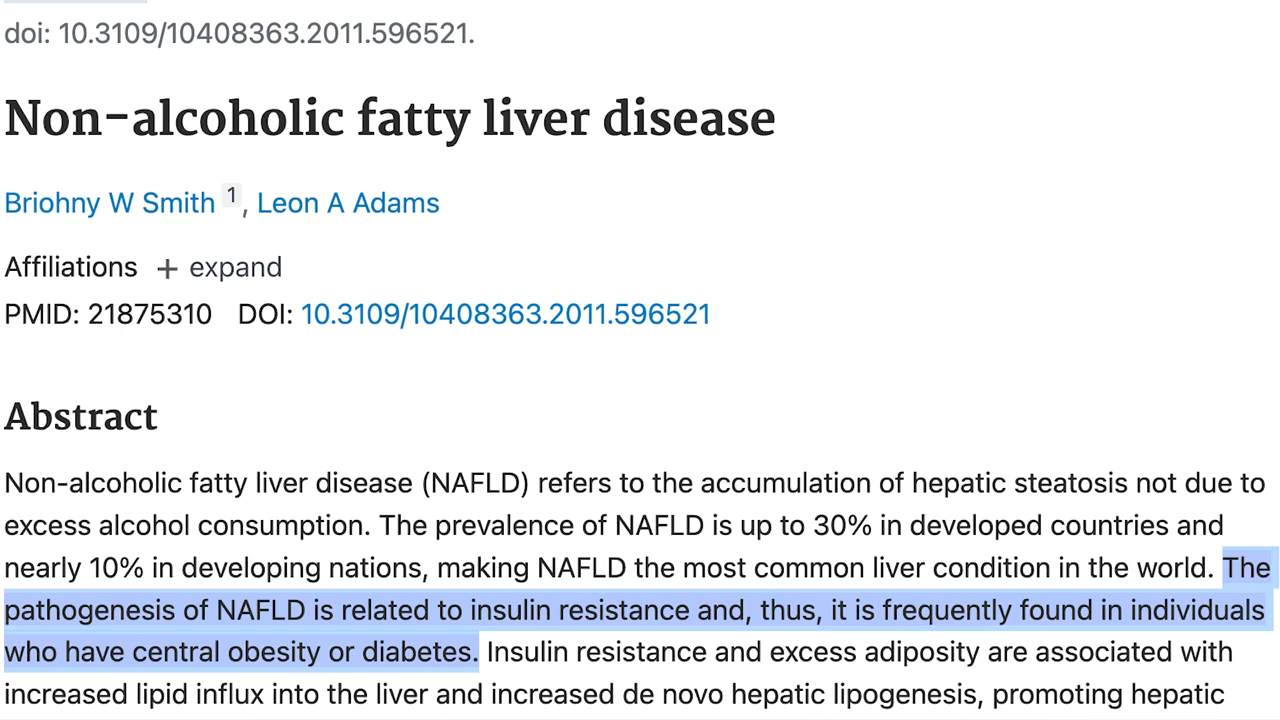 doi: 10.3109/10408363.2011.596521.
Non-alcoholic fatty liver disease
Briohny W Smith 1, Leon A Adams
Affiliations + expand
PMID: 21875310 DOI: 10.3109/10408363.2011.596521
Abstract
Non-alcoholic fatty liver disease (NAFLD) refers to the accumulation of hepatic steatosis not due to
excess alcohol consumption. The prevalence of NAFLD is up to 30% in developed countries and
nearly 10% in developing nations, making NAFLD the most common liver condition in the world. The
pathogenesis of NAFLD is related to insulin resistance and, thus, it is frequently found in individuals
who have central obesity or diabetes. Insulin resistance and excess adiposity are associated with
increased lipid influx into the liver and increased de novo hepatic lipogenesis, promoting hepatic